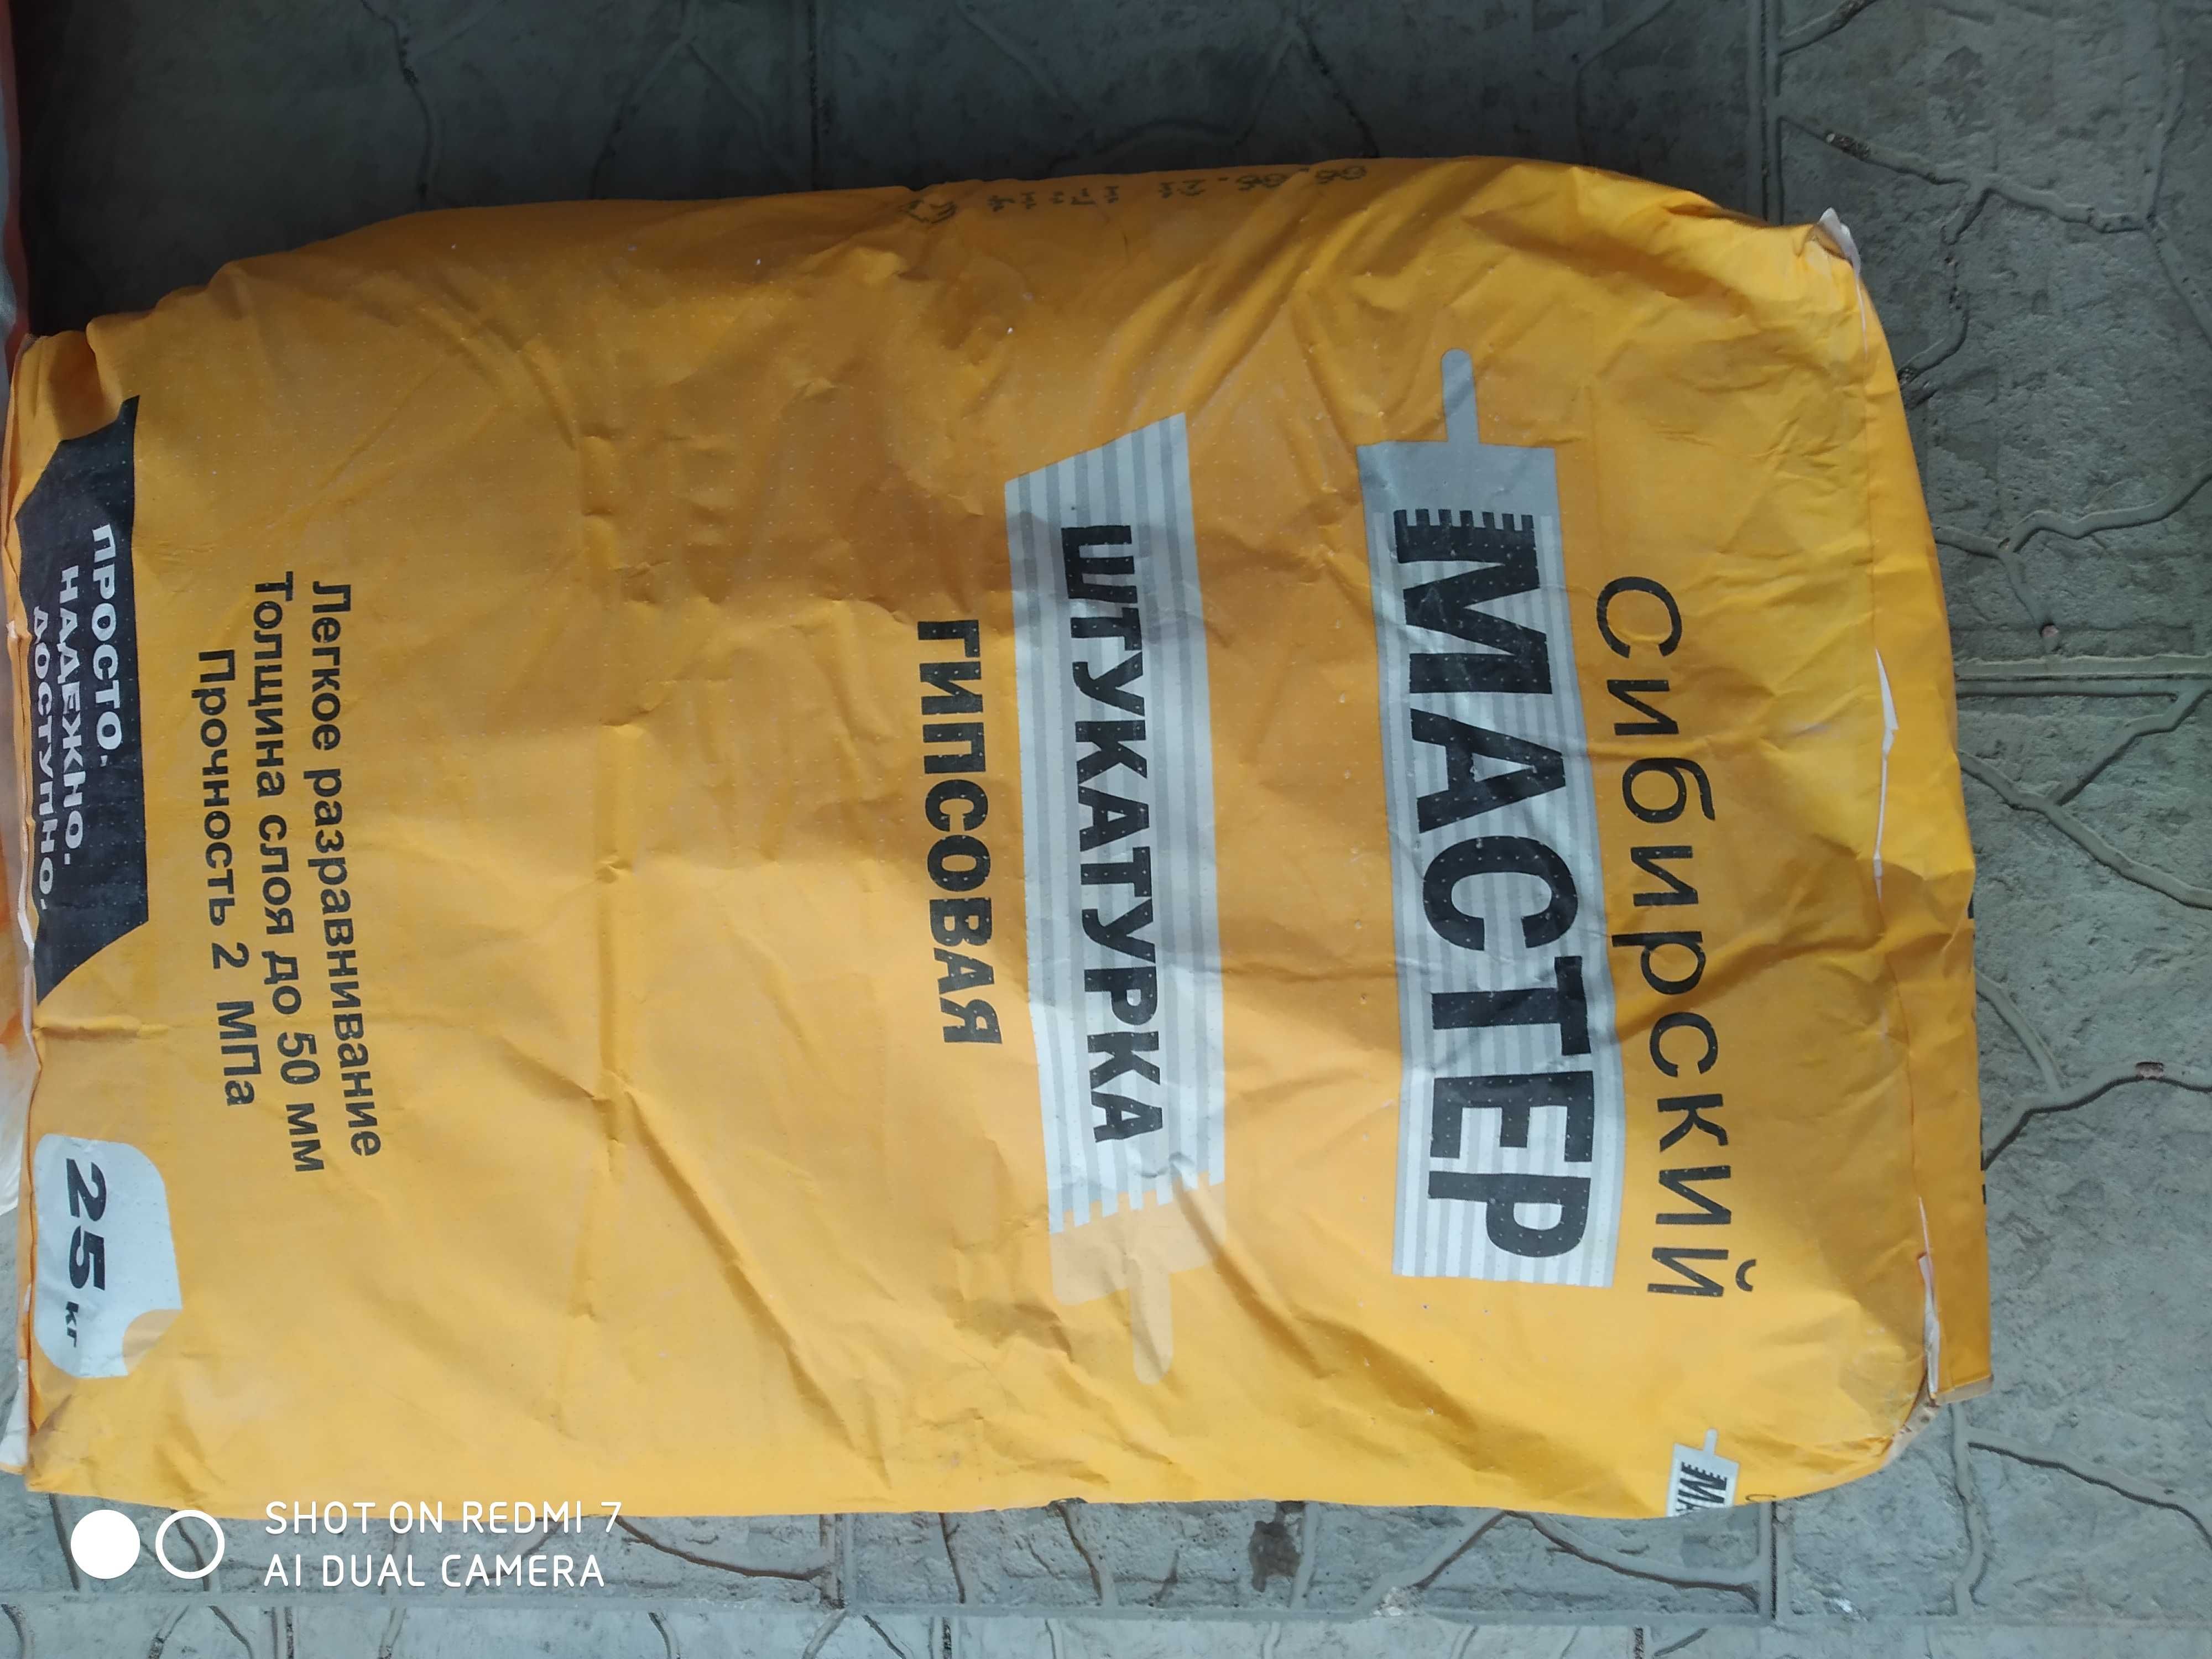 Сибирский
МАСТЕР
ШТУКАТУРКА
ГИПСОВАЯ
Легкое разравнивание
Толщина слоя до 50 мм
Прочность 2 МПа
ПРОСТО.
НАДЕЖНО.
ДОСТУПНО.
25 кг
SHOT ON REDMI 7
AI DUAL CAMERA